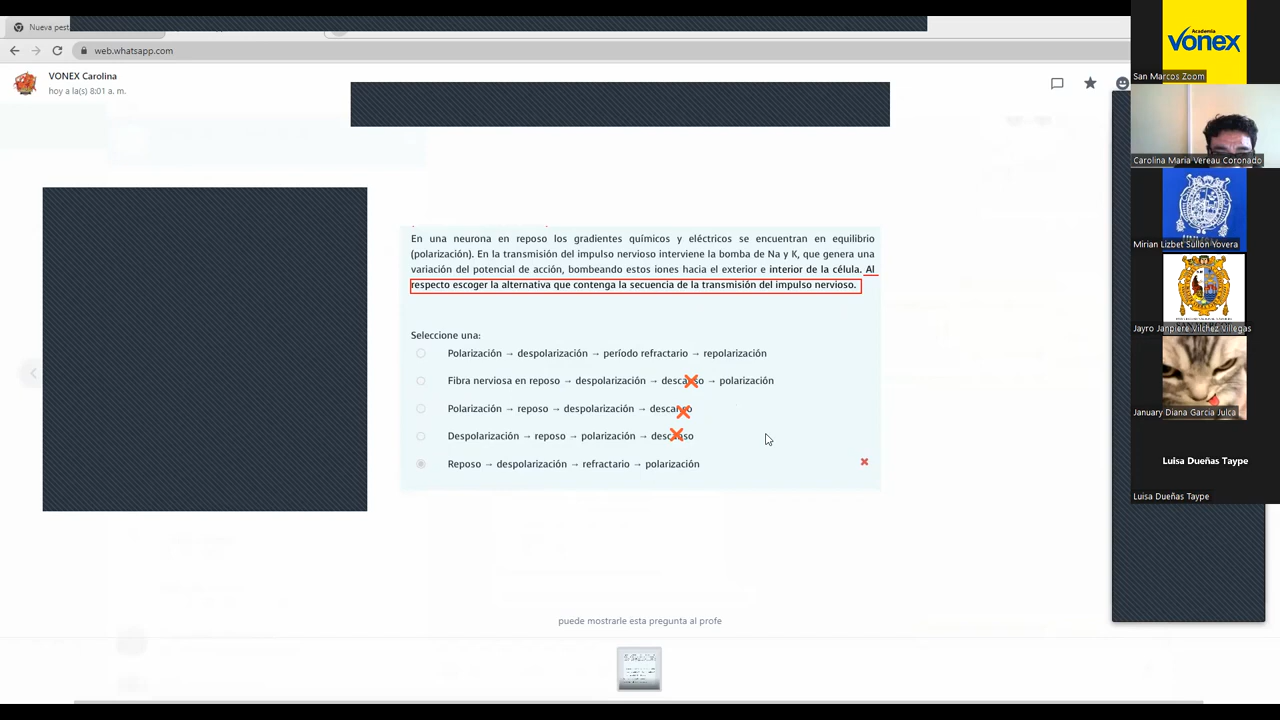 Nueva pest
web.whatsapp.com
VONEX Carolina
hoy a la(s) 8:01 a. m.
En una neurona en reposo los gradientes químicos y eléctricos se encuentran en equilibrio
(polarización). En la transmisión del impulso nervioso interviene la bomba de Na y K, que genera una
variación del potencial de acción, bombeando estos iones hacia el exterior e interior de la célula. Al
respecto escoger la alternativa que contenga la secuencia de la transmisión del impulso nervioso.
Seleccione una:
Polarización → despolarización → período refractario → repolarización
Fibra nerviosa en reposo → despolarización → descanso → polarización
Polarización → reposo → despolarización → descanso
Despolarización → reposo → polarización → descanso
Reposo → despolarización → refractario → polarización
puede mostrarle esta pregunta al profe
Academia
vonex
San Marcos Zoom
Carolina Maria Vereau Coronado
Mirian Lizbet Sullon Yovera
Jayro Janpiere Vilchez Villegas
January Diana Garcia Julca
Luisa Dueñas Taype
Luisa Dueñas Taype